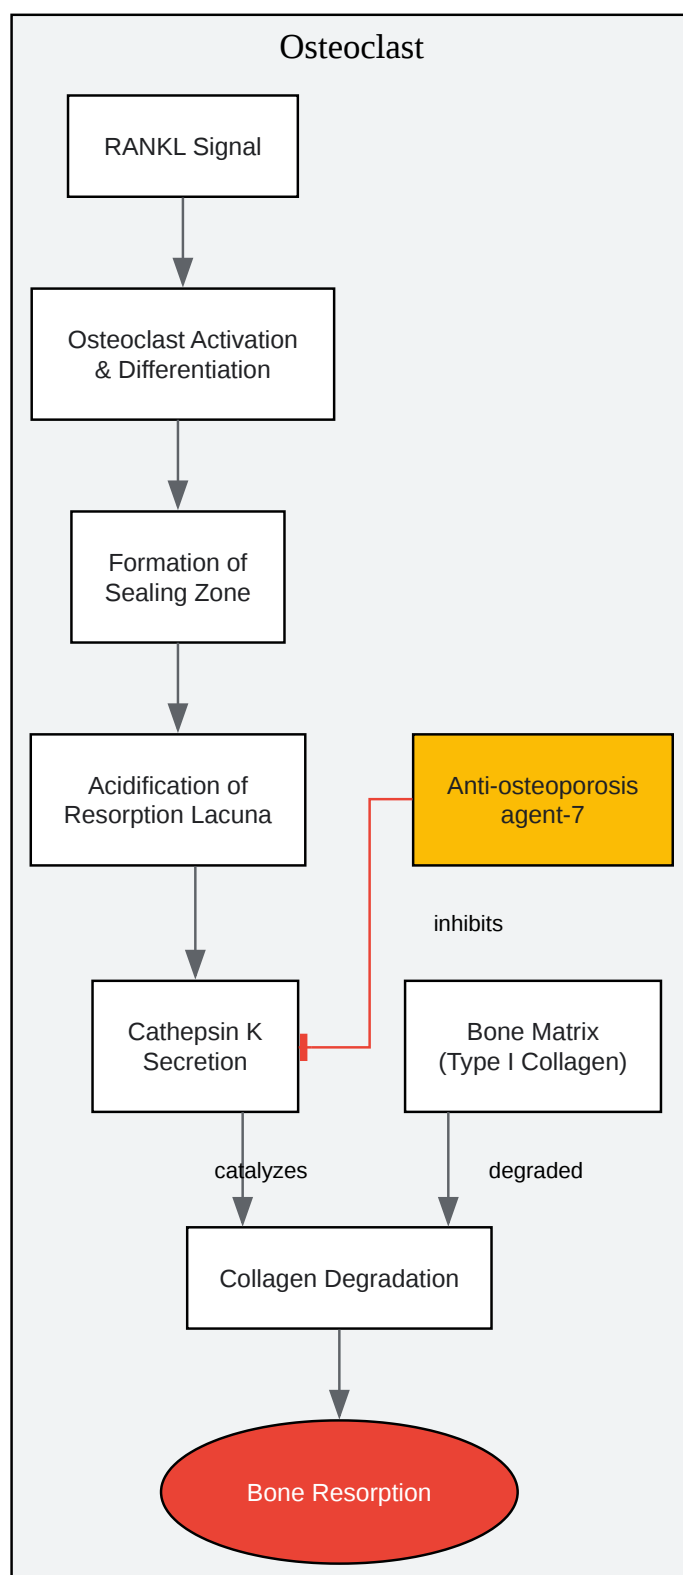 Osteoclast
RANKL Signal
Osteoclast Activation
& Differentiation
Formation of
Sealing Zone
Acidification of
Resorption Lacuna
Anti-osteoporosis
agent-7
inhibits
Cathepsin K
Secretion
Bone Matrix
(Type I Collagen)
catalyzes
degraded
Collagen Degradation
Bone Resorption